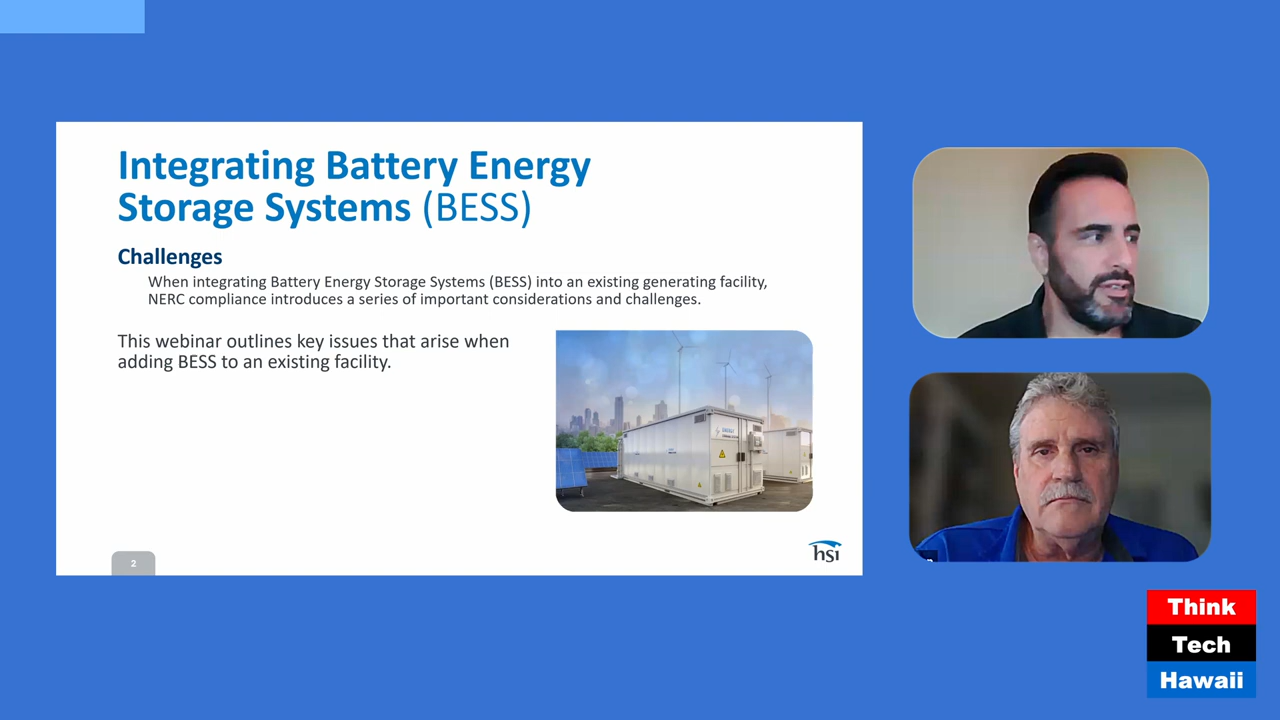 Integrating Battery Energy
Storage Systems (BESS)
Challenges
When integrating Battery Energy Storage Systems (BESS) into an existing generating facility,
NERC compliance introduces a series of important considerations and challenges.
This webinar outlines key issues that arise when
adding BESS to an existing facility.
2
hsi
Think
Tech
Hawaii